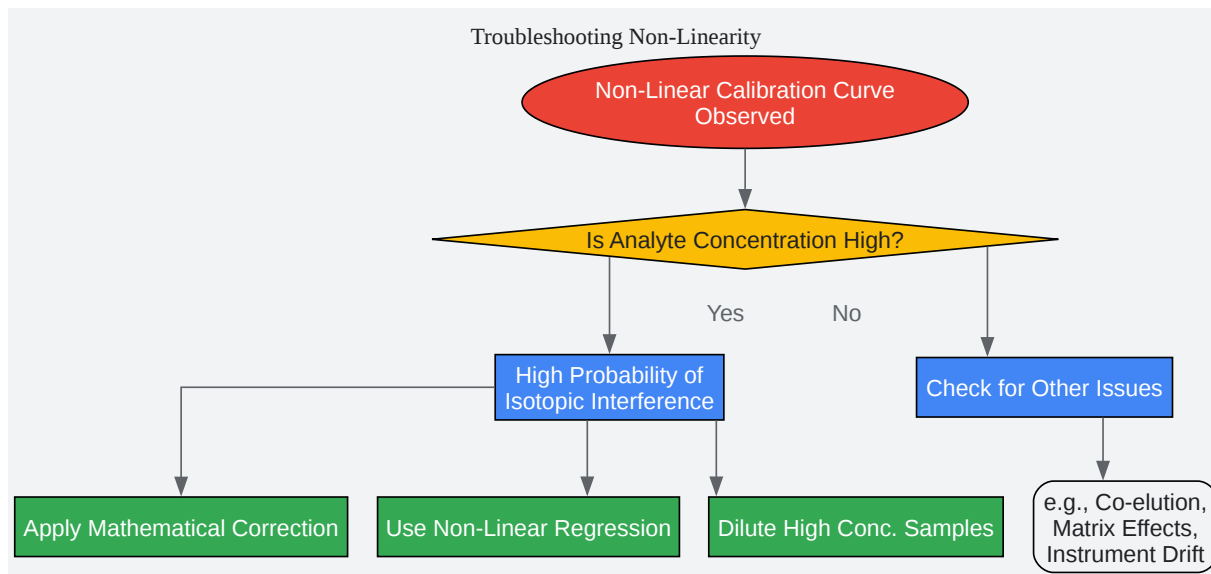 Troubleshooting Non-Linearity
Non-Linear Calibration Curve
Observed
Is Analyte Concentration High?
Yes
No
High Probability of
Isotopic Interference
Check for Other Issues
Apply Mathematical Correction
Use Non-Linear Regression
Dilute High Conc. Samples
e.g., Co-elution,
Matrix Effects,
Instrument Drift